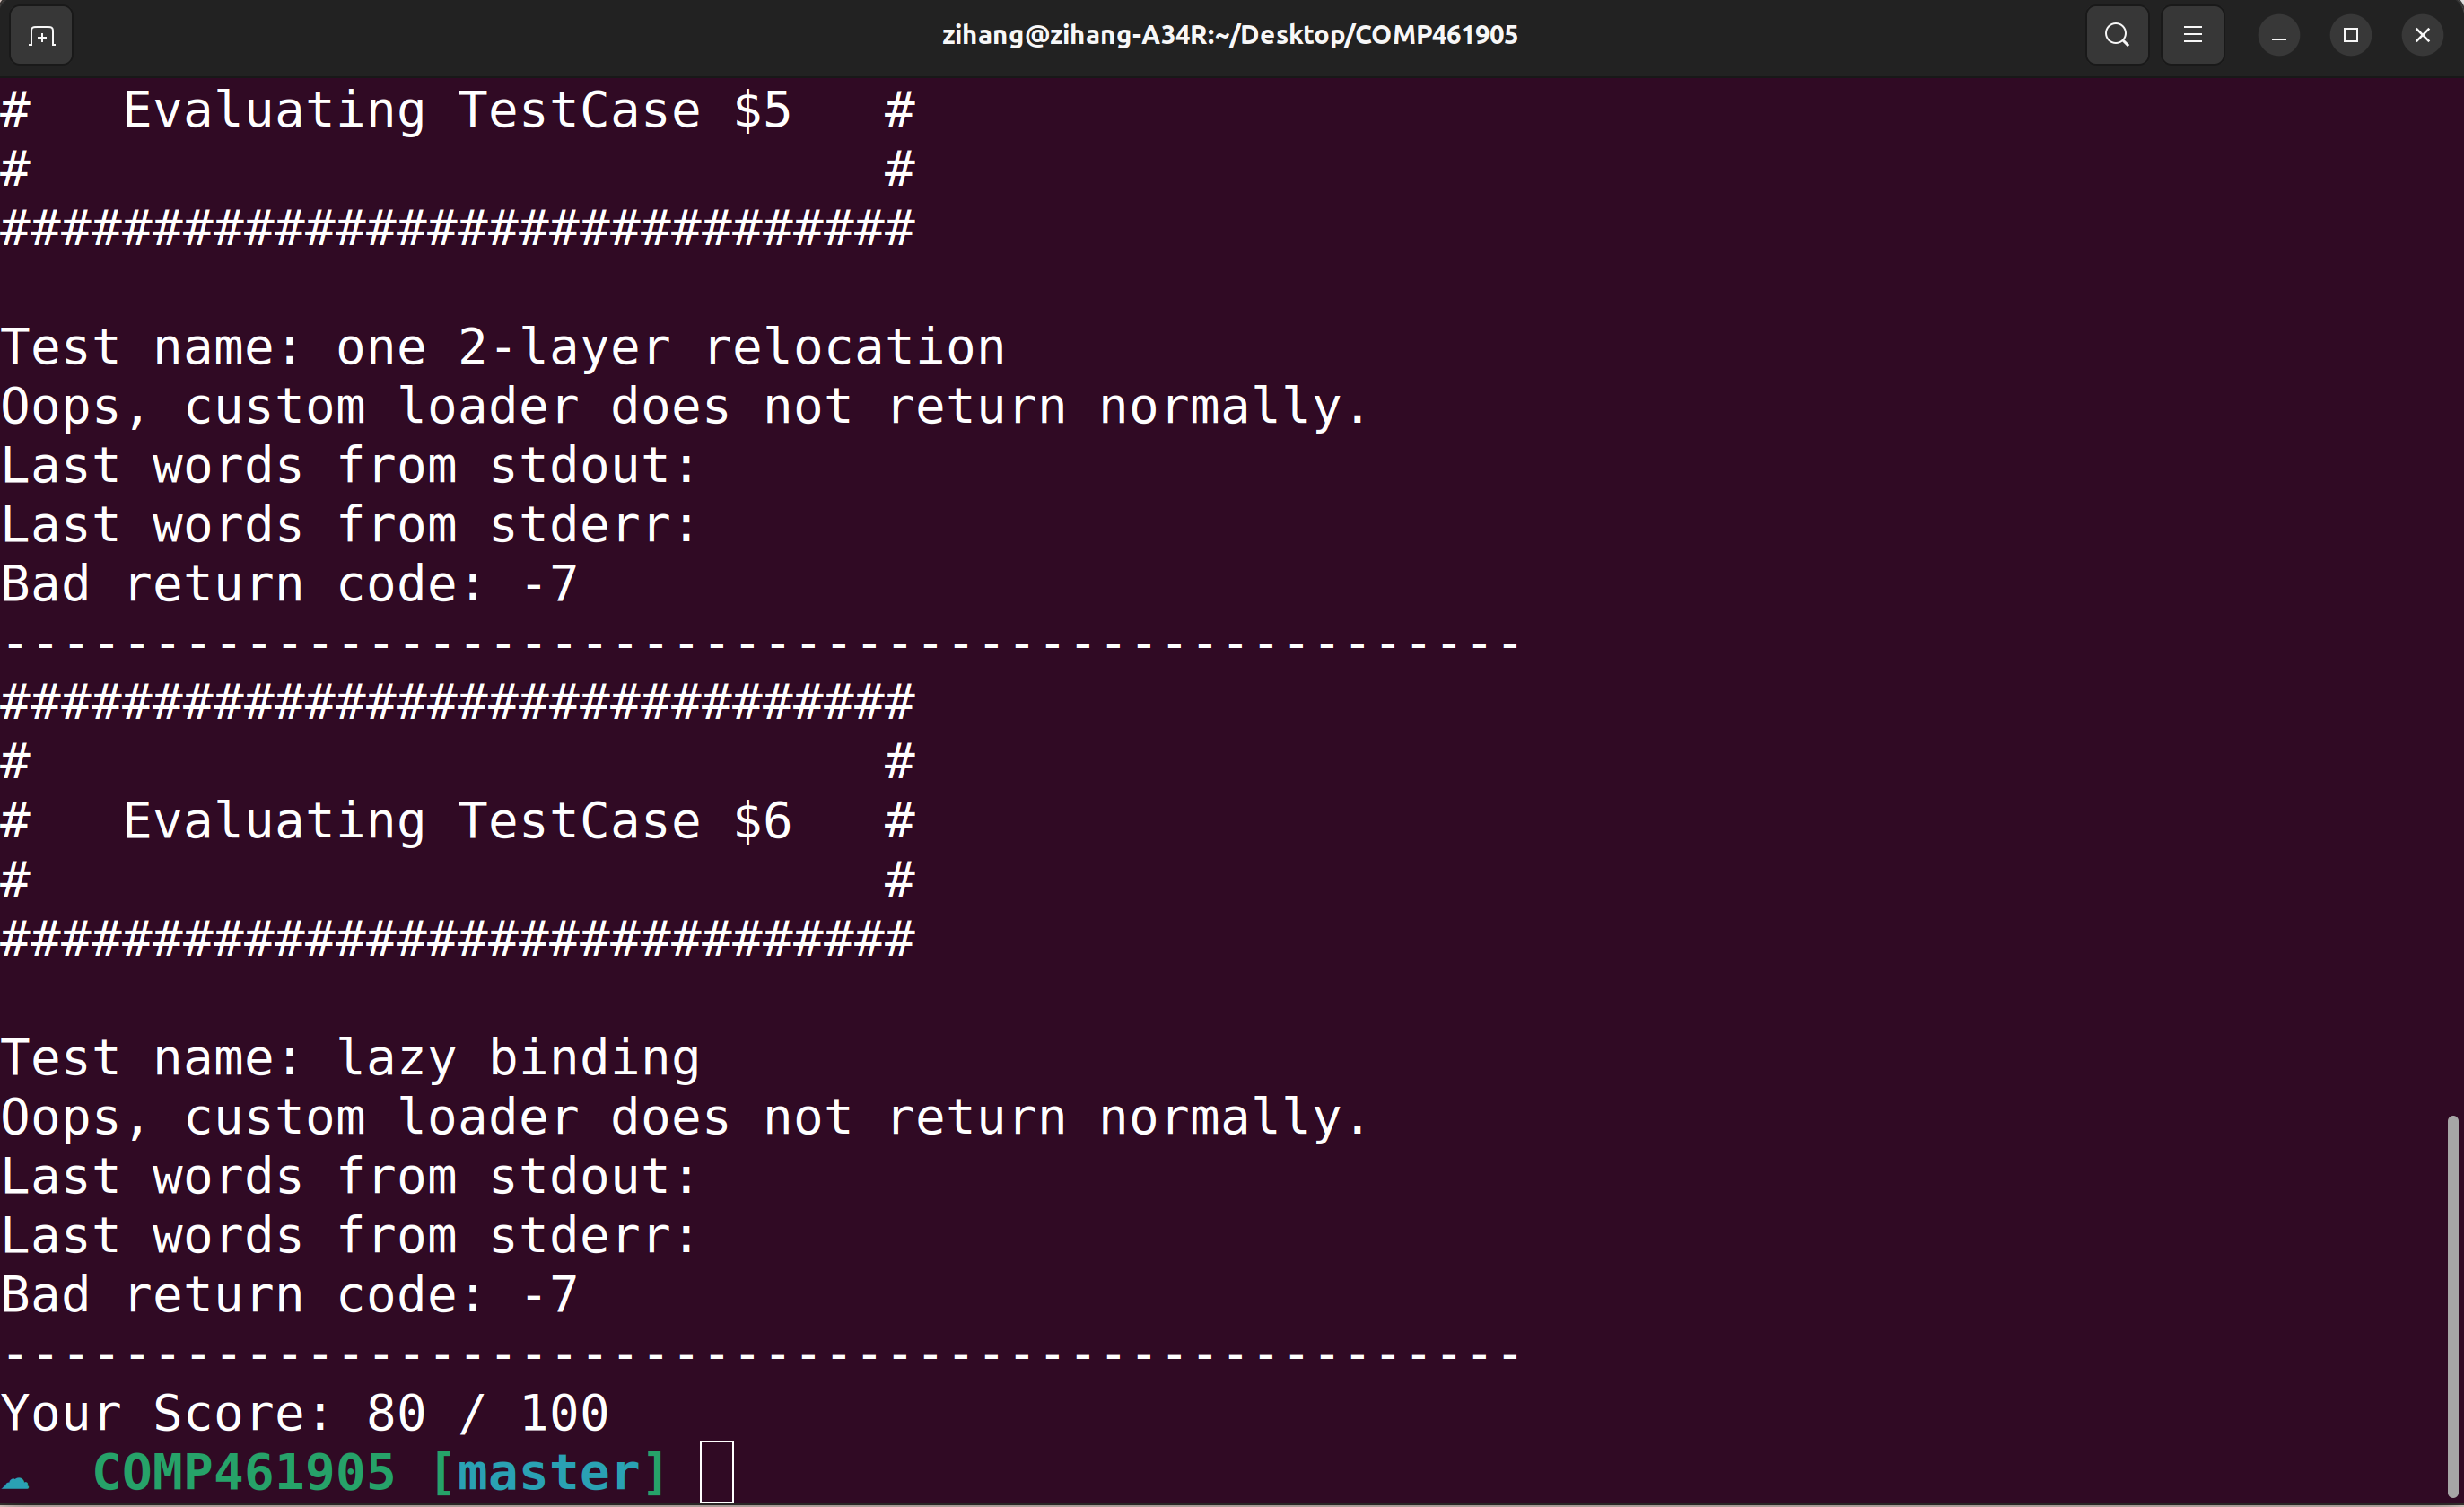 zihang@zihang-A34R:~/Desktop/COMP461905
#   Evaluating TestCase $5   #
#                            #
##############################
Test name: one 2-layer relocation
Oops, custom loader does not return normally.
Last words from stdout:
Last words from stderr:
Bad return code: -7
--------------------------------------------------
##############################
#                            #
#   Evaluating TestCase $6   #
#                            #
##############################
Test name: lazy binding
Oops, custom loader does not return normally.
Last words from stdout:
Last words from stderr:
Bad return code: -7
--------------------------------------------------
Your Score: 80 / 100
☁  COMP461905 [master]